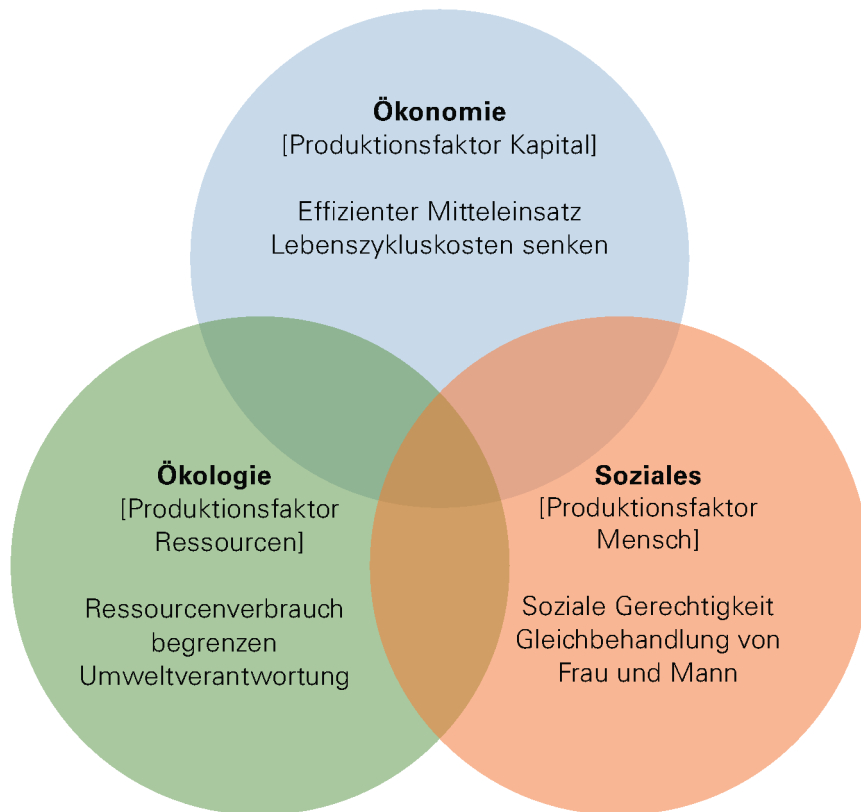 Ökonomie
[Produktionsfaktor Kapital]
Effizienter Mitteleinsatz
Lebenszykluskosten senken
Ökologie
[Produktionsfaktor
Ressourcen]
Ressourcenverbrauch
begrenzen
Umweltverantwortung
Soziales
[Produktionsfaktor
Mensch]
Soziale Gerechtigkeit
Gleichbehandlung von
Frau und Mann